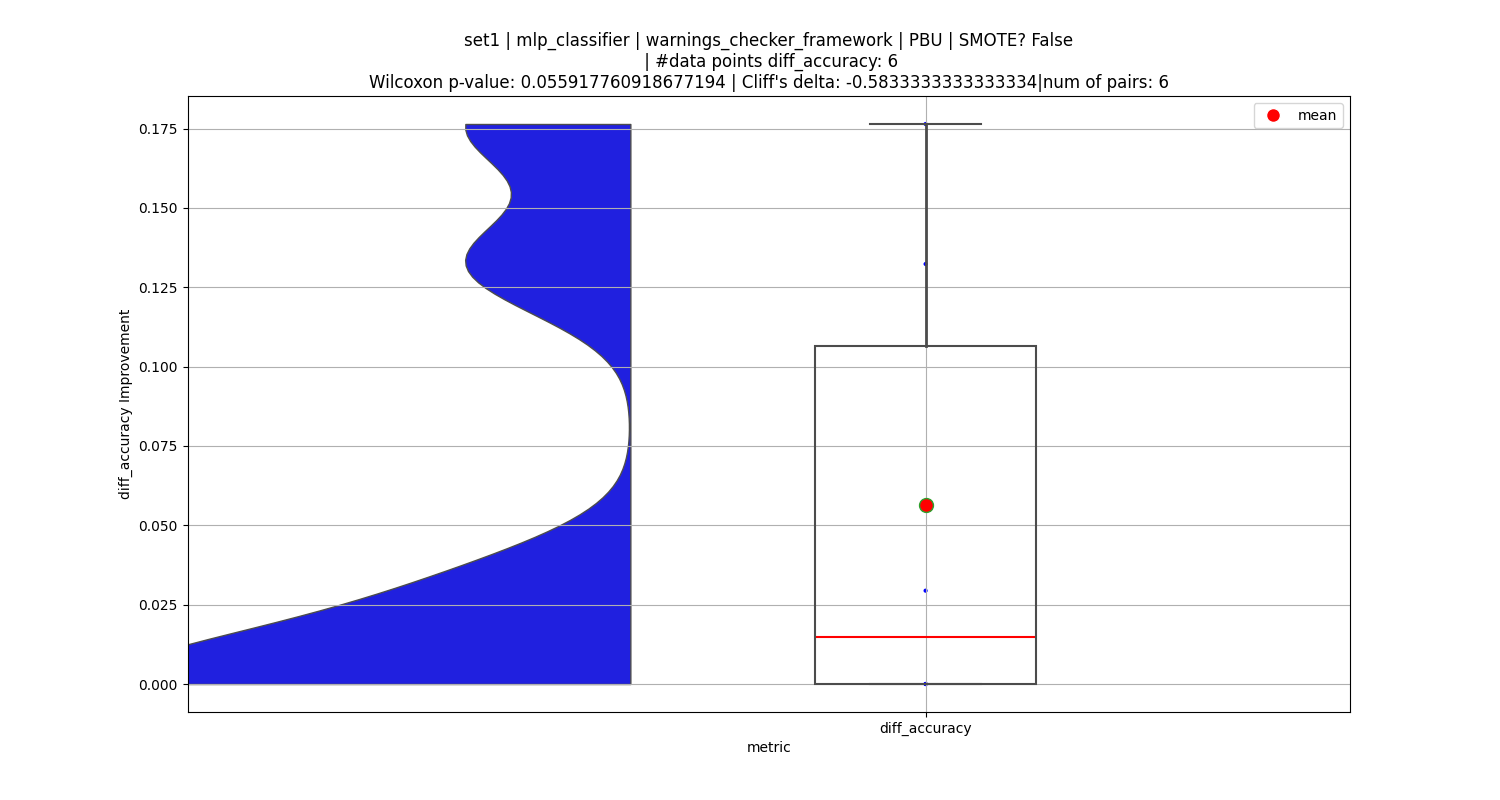 set1 | mlp_classifier | warnings_checker_framework | PBU | SMOTE? False
| #data points diff_accuracy: 6
Wilcoxon p-value: 0.055917760918677194 | Cliff's delta: -0.5833333333333334|num of pairs: 6
mean
0.175
0.150
0.125
0.100
0.075
0.050
0.025
0.000
diff_accuracy Improvement
diff_accuracy
metric